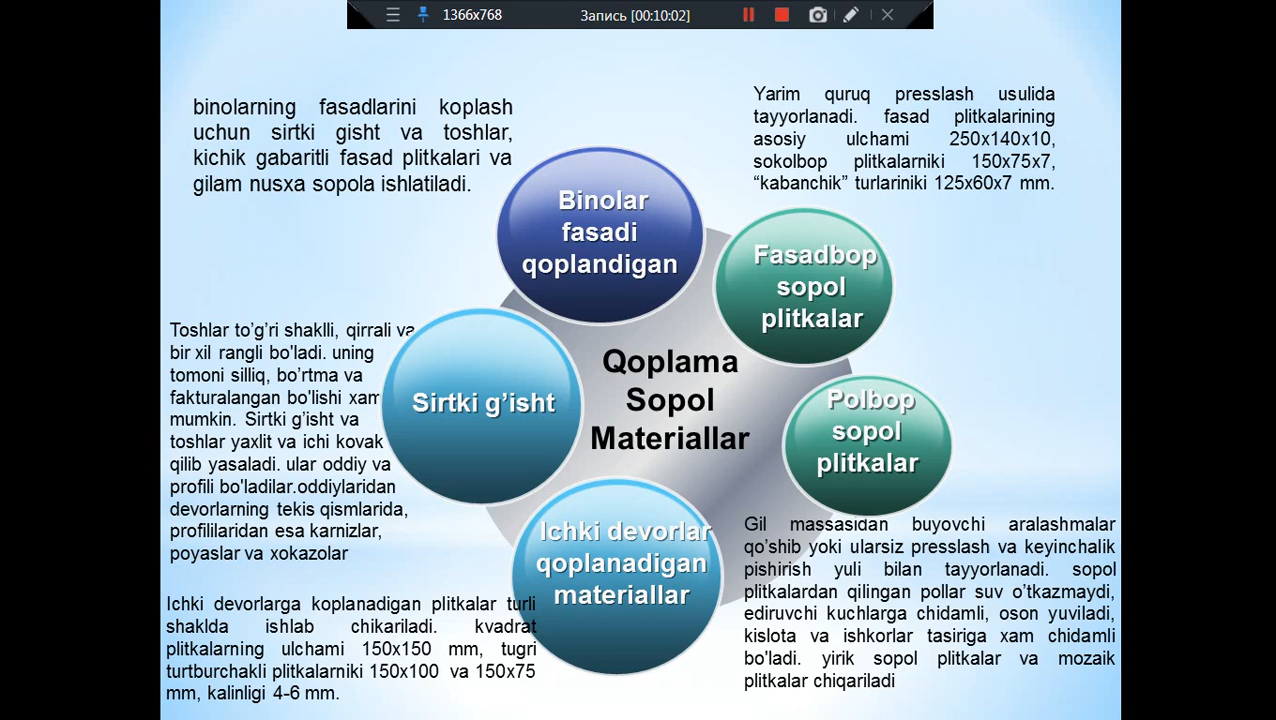 1366x768
Запись [00:10:02]
binolarning fasadlarini koplash
uchun sirtki gisht va toshlar,
kichik gabaritli fasad plitkalari va
gilam nusxa sopola ishlatiladi.
Yarim quruq presslash usulida
tayyorlanadi. fasad plitkalarining
asosiy ulchami 250x140x10,
sokolbop plitkalarniki 150x75x7,
“kabanchik” turlariniki 125x60x7 mm.
Binolar
fasadi
qoplandigan
Fasadbop
sopol
plitkalar
Toshlar to’g’ri shaklli, qirrali va
bir xil rangli bo'ladi. uning
tomoni silliq, bo’rtma va
fakturalangan bo'lishi xam
mumkin. Sirtki g’isht va
toshlar yaxlit va ichi kovak
qilib yasaladi. ular oddiy va
profili bo'ladilar.oddiylaridan
devorlarning tekis qismlarida,
profililaridan esa karnizlar,
poyaslar va xokazolar
Sirtki g’isht
Qoplama
Sopol
Materiallar
Polbop
sopol
plitkalar
Ichki devorlar
qoplanadigan
materiallar
Gil massasidan buyovchi aralashmalar
qo’shib yoki ularsiz presslash va keyinchalik
pishirish yuli bilan tayyorlanadi. sopol
plitkalardan qilingan pollar suv o’tkazmaydi,
ediruvchi kuchlarga chidamli, oson yuviladi,
kislota va ishkorlar tasiriga xam chidamli
bo'ladi. yirik sopol plitkalar va mozaik
plitkalar chiqariladi
Ichki devorlarga koplanadigan plitkalar turli
shaklda ishlab chikariladi. kvadrat
plitkalarning ulchami 150x150 mm, tugri
turtburchakli plitkalarniki 150x100 va 150x75
mm, kalinligi 4-6 mm.